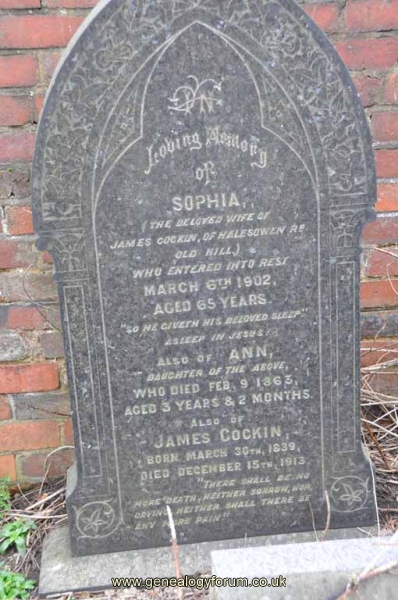 IN
Loving Memory
OF
SOPHIA,
(THE BELOVED WIFE OF
JAMES COCKIN, OF HALESOWEN RD
OLD HILL.)
WHO ENTERED INTO REST
MARCH 6TH 1902,
AGED 65 YEARS.
"SO HE GIVETH HIS BELOVED SLEEP"
ASLEEP IN JESUS.
ALSO OF ANN,
DAUGHTER OF THE ABOVE,
WHO DIED FEB. 9 1863,
AGED 3 YEARS & 2 MONTHS.
ALSO OF
JAMES COCKIN,
BORN MARCH 30TH, 1839,
DIED DECEMBER 15TH, 1913.
"THERE SHALL BE NO
MORE DEATH, NEITHER SORROW, NOR
CRYING, NEITHER SHALL THERE BE
ANY MORE PAIN"
www.genealogyforum.co.uk